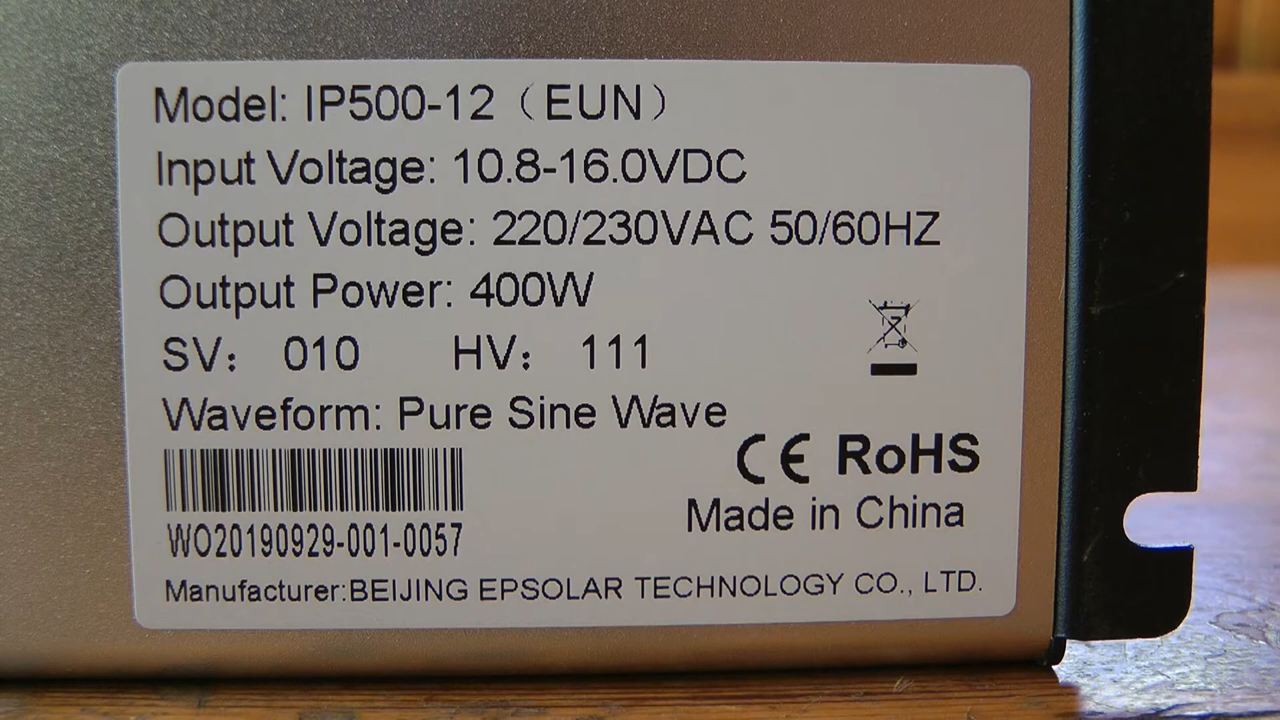 Model: IP500-12（EUN）
Input Voltage: 10.8-16.0VDC
Output Voltage: 220/230VAC 50/60HZ
Output Power: 400W
SV： 010 HV： 111
Waveform: Pure Sine Wave
CE RoHS
WO20190929-001-0057
Made in China
Manufacturer:BEIJING EPSOLAR TECHNOLOGY CO., LTD.